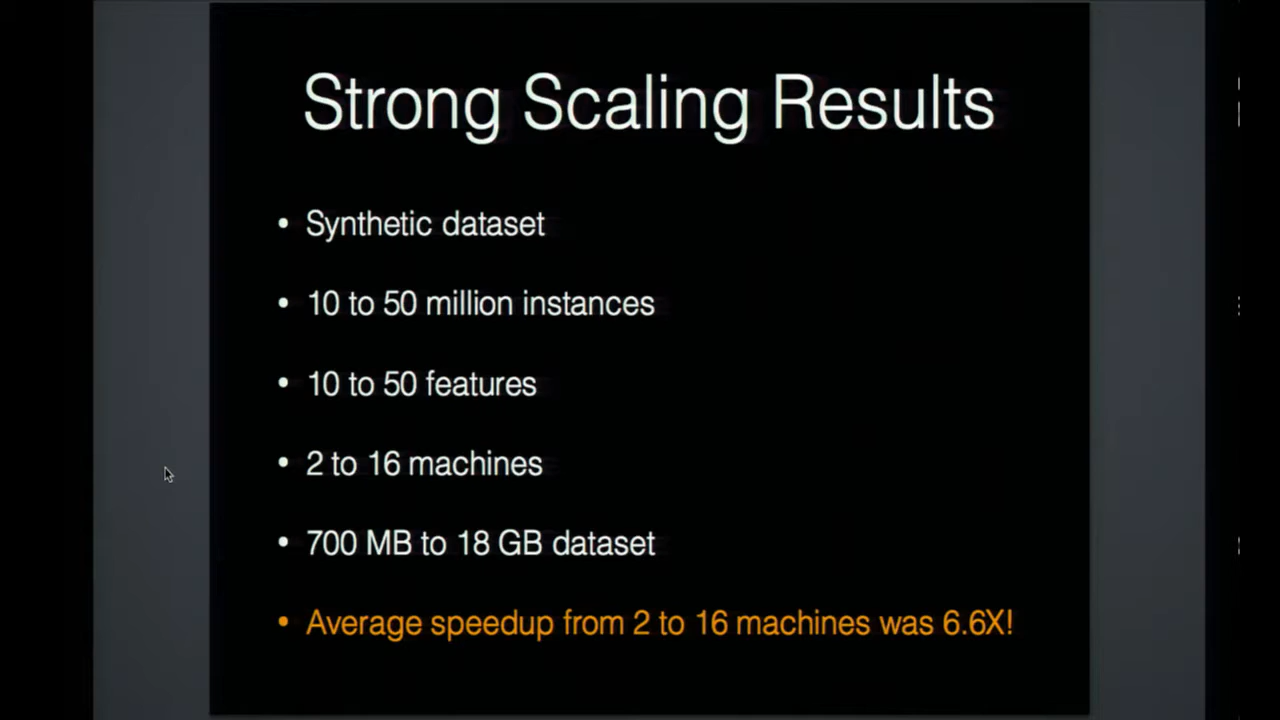 Strong Scaling Results
• Synthetic dataset
• 10 to 50 million instances
• 10 to 50 features
• 2 to 16 machines
• 700 MB to 18 GB dataset
• Average speedup from 2 to 16 machines was 6.6X!